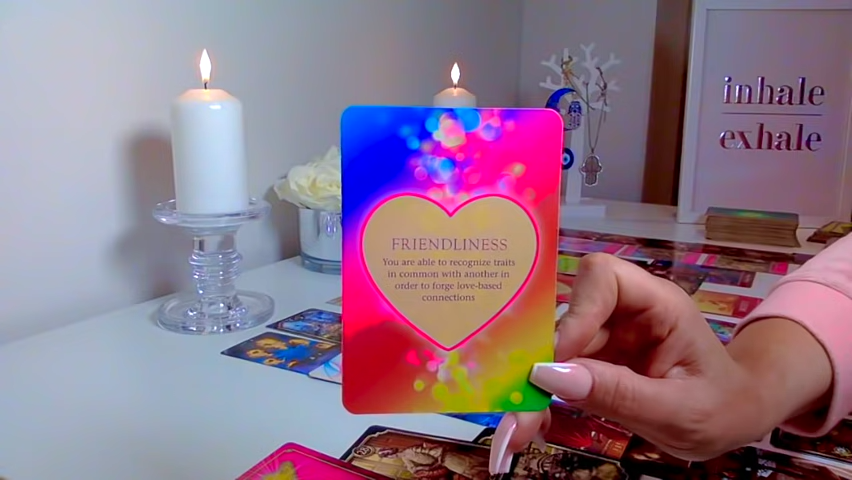 inhale
exhale
FRIENDLINESS
You are able to recognize traits
in common with another in
order to forge love-based
connections